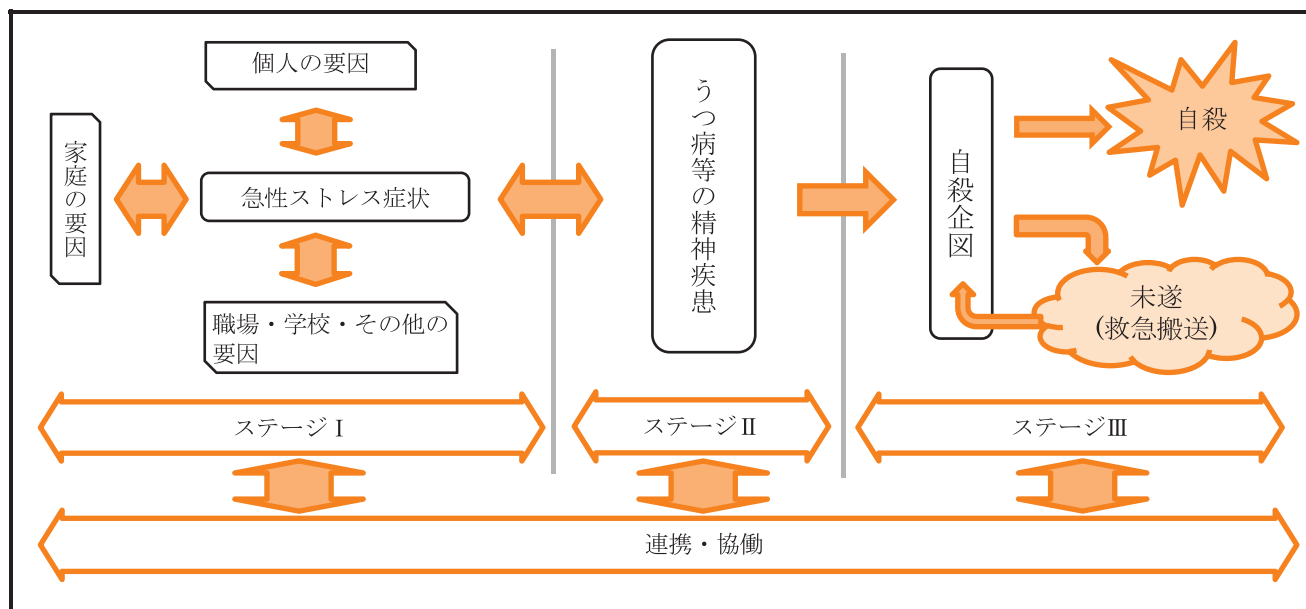 個人の要因
家庭の要因
急性ストレス症状
職場・学校・その他の
要因
うつ病等の精神疾患
自殺企図
自殺
未遂
(救急搬送)
ステージⅠ
ステージⅡ
ステージⅢ
連携・協働